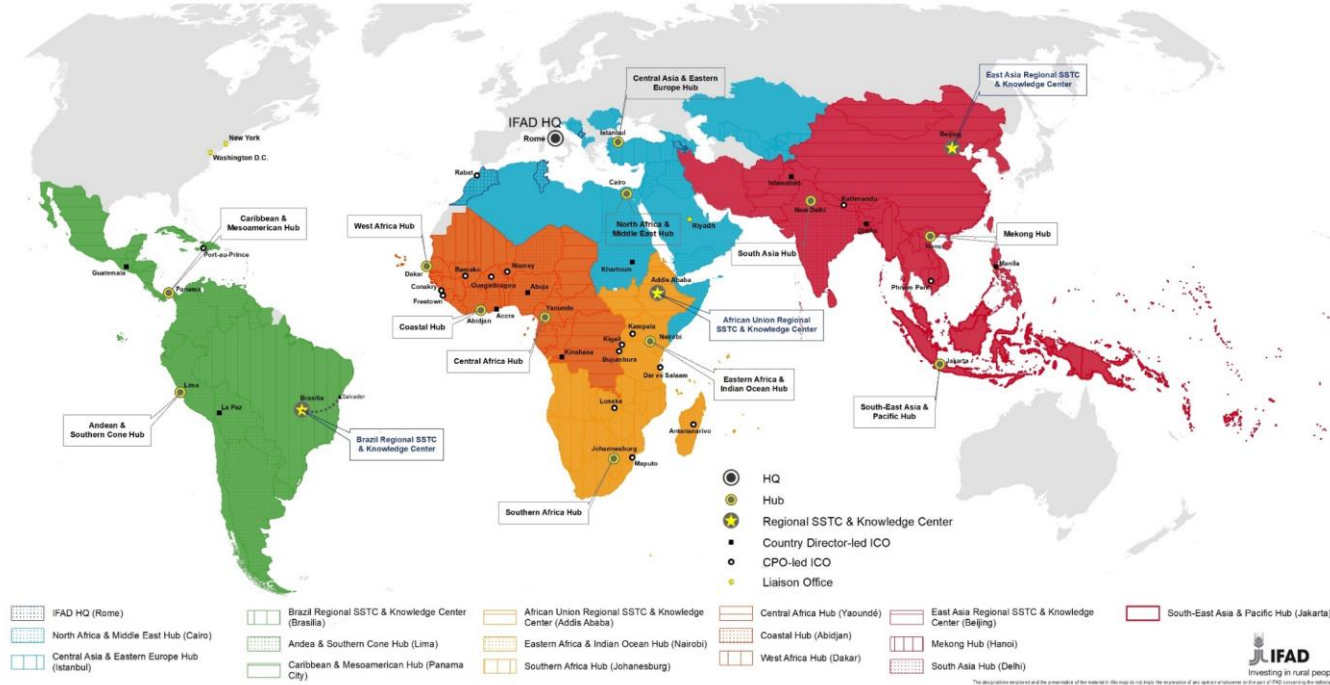 Central Asia & Eastern
Europe Hub
East Asia Regional SSTC
& Knowledge Center
IFAD HQ
Rome
Istanbul
Beijing
New York
Washington D.C.
Rabat
Cairo
Islamabad
New Delhi
Kathmandu
Dhaka
Riyadh
Caribbean &
Mesoamerican Hub
West Africa Hub
North Africa &
Middle East Hub
South Asia Hub
Mekong Hub
Hanoi
Manila
Port-au-Prince
Guatemala
Panama
Dakar
Bamako
Niamey
Ouagadougou
Conakry
Freetown
Abuja
Khartoum
Addis Ababa
Phnom Penh
Coastal Hub
Abidjan
Accra
Yaounde
African Union Regional
SSTC & Knowledge Center
Central Africa Hub
Kinshasa
Kampala
Kigali
Nairobi
Bujumbura
Dar es Salaam
Eastern Africa &
Indian Ocean Hub
Jakarta
South-East Asia &
Pacific Hub
Lima
La Paz
Brasilia
Salvador
Andean &
Southern Cone Hub
Brazil Regional SSTC
& Knowledge Center
Lusaka
Antananarivo
Johannesburg
Maputo
Southern Africa Hub
HQ
Hub
Regional SSTC & Knowledge Center
Country Director-led ICO
CPO-led ICO
Liaison Office
IFAD HQ (Rome)
North Africa & Middle East Hub (Cairo)
Central Asia & Eastern Europe Hub
(Istanbul)
Brazil Regional SSTC & Knowledge Center
(Brasilia)
Andea & Southern Cone Hub (Lima)
Caribbean & Mesoamerican Hub (Panama
City)
African Union Regional SSTC & Knowledge
Center (Addis Ababa)
Eastern Africa & Indian Ocean Hub (Nairobi)
Southern Africa Hub (Johanesburg)
Central Africa Hub (Yaoundé)
Coastal Hub (Abidjan)
West Africa Hub (Dakar)
East Asia Regional SSTC & Knowledge
Center (Beijing)
Mekong Hub (Hanoi)
South Asia Hub (Delhi)
South-East Asia & Pacific Hub (Jakarta)
IFAD
Investing in rural peop